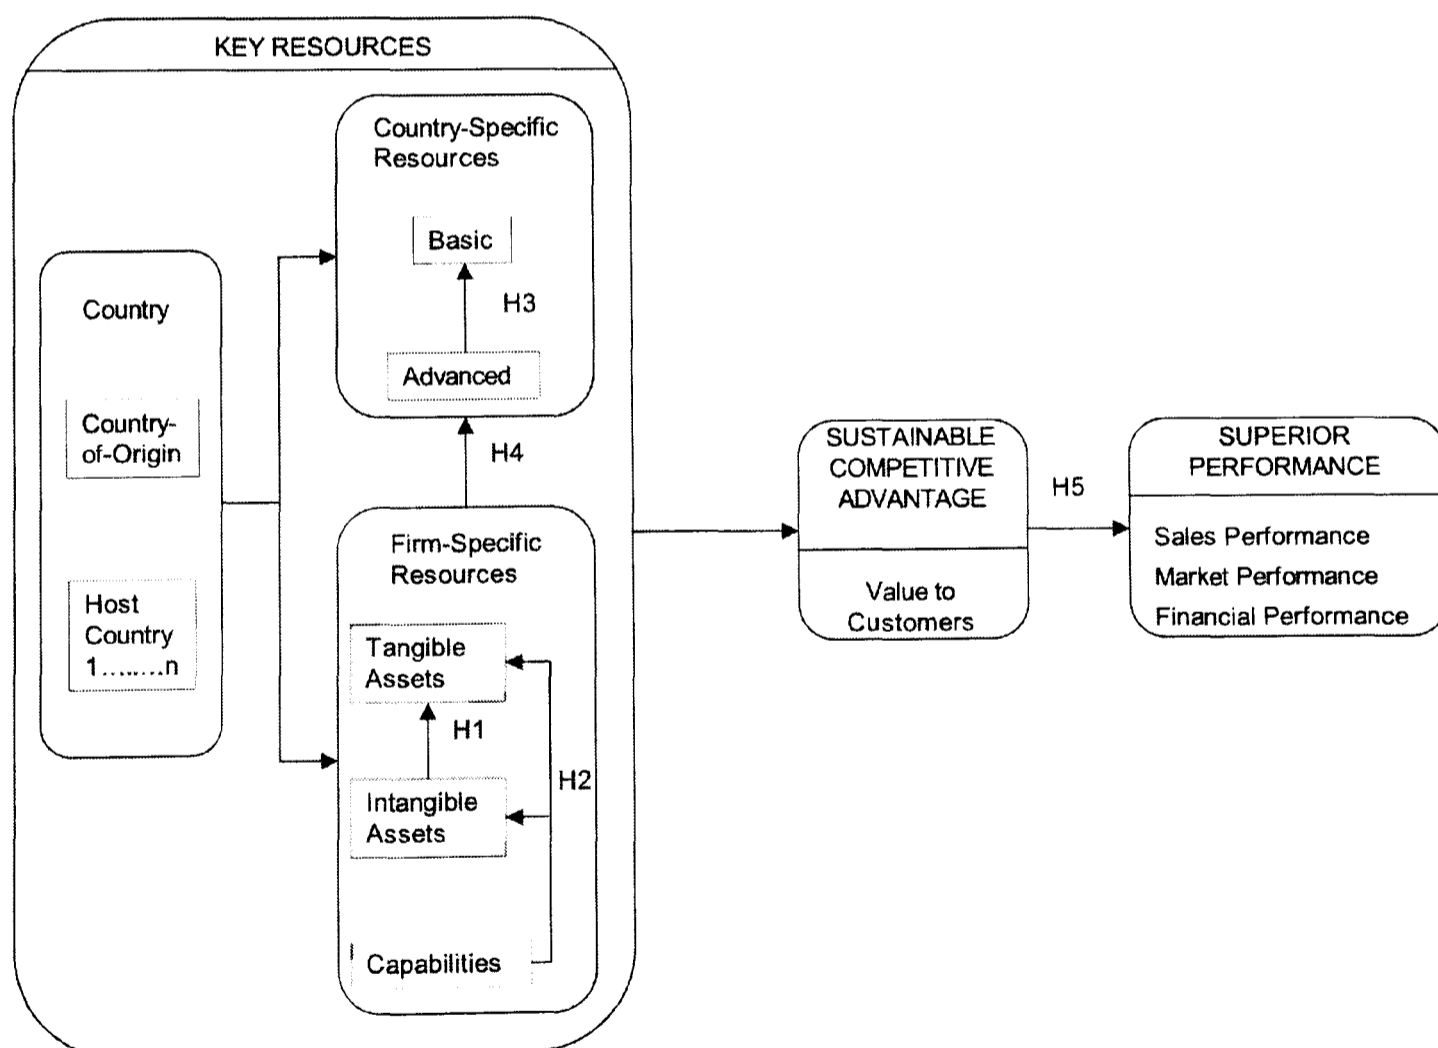 KEY RESOURCES
Country-Specific
Resources
Basic
H3
Advanced
Country
Country-
of-Origin
Host
Country
1........n
H4
Firm-Specific
Resources
Tangible
Assets
H1
H2
Intangible
Assets
Capabilities
SUSTAINABLE
COMPETITIVE
ADVANTAGE
Value to
Customers
H5
SUPERIOR
PERFORMANCE
Sales Performance
Market Performance
Financial Performance